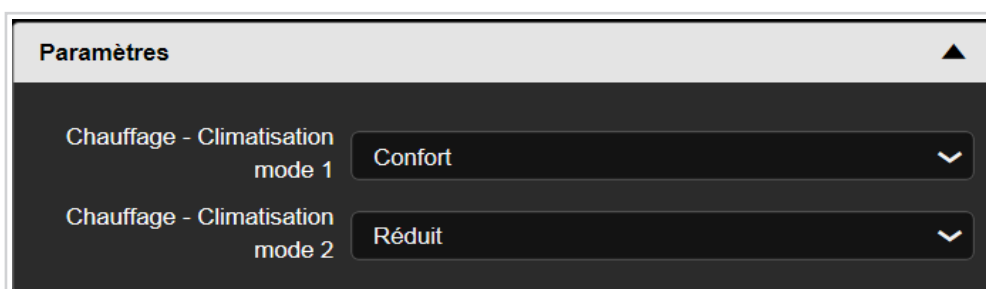 Paramètres
Chauffage - Climatisation
mode 1
Confort
Chauffage - Climatisation
mode 2
Réduit